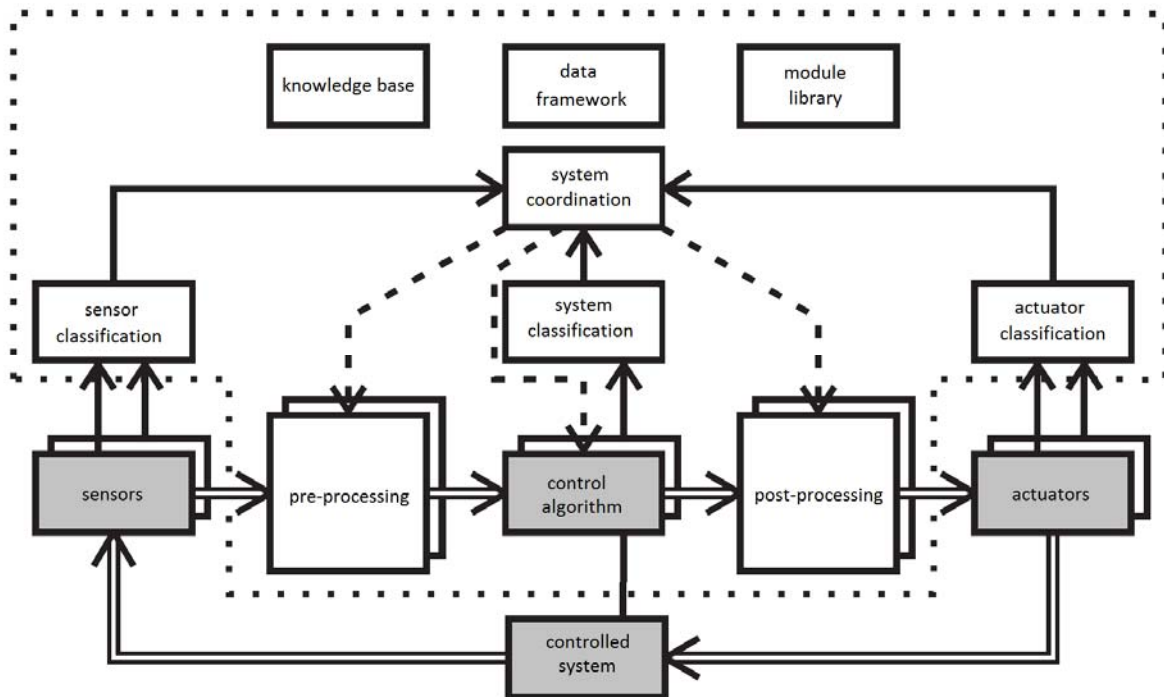 knowledge base
data
framework
module
library
system
coordination
sensor
classification
system
classification
actuator
classification
sensors
pre-processing
control
algorithm
post-processing
actuators
controlled
system